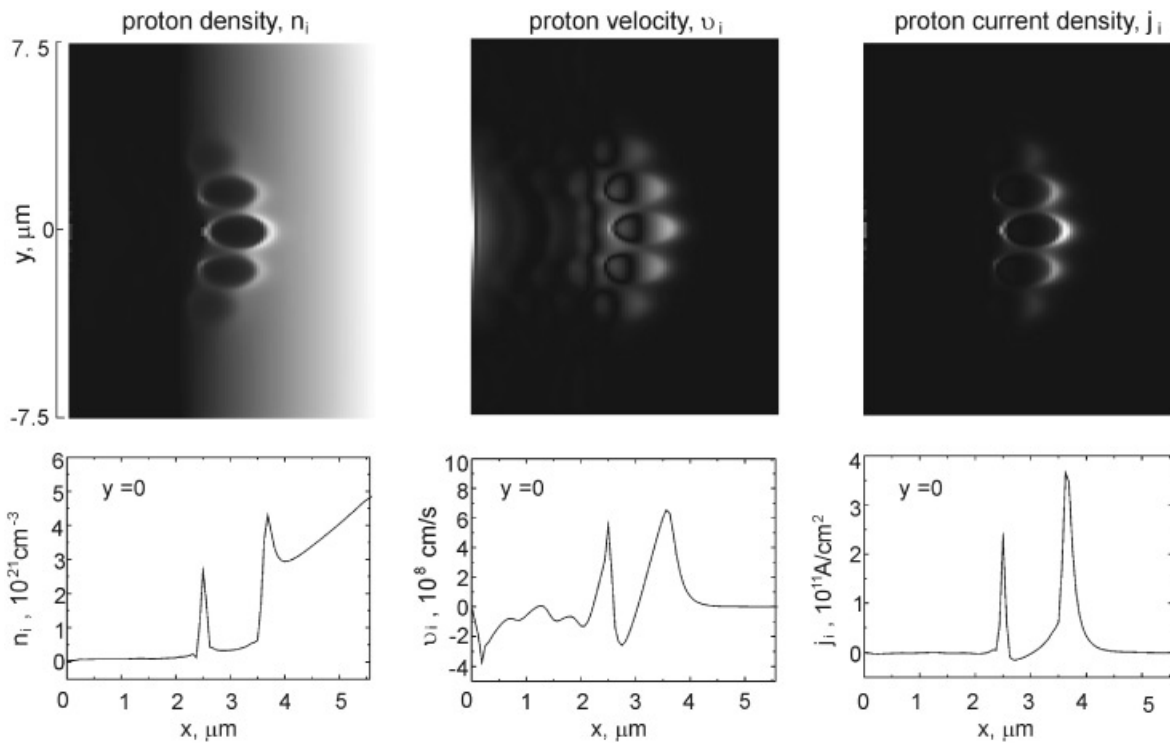 proton density, nᵢ
proton velocity, υᵢ
proton current density, jᵢ
7. 5
0
-7.5
y, μm
6
5
4
3
2
1
0
nᵢ , 10²¹cm⁻³
y =0
0 1 2 3 4 5
x, μm
10
8
6
4
2
0
-2
-4
υᵢ , 10⁸ cm/s
y =0
0 1 2 3 4 5
x, μm
4
3
2
1
0
jᵢ , 10¹¹A/cm²
y =0
0 1 2 3 4 5
x, μm